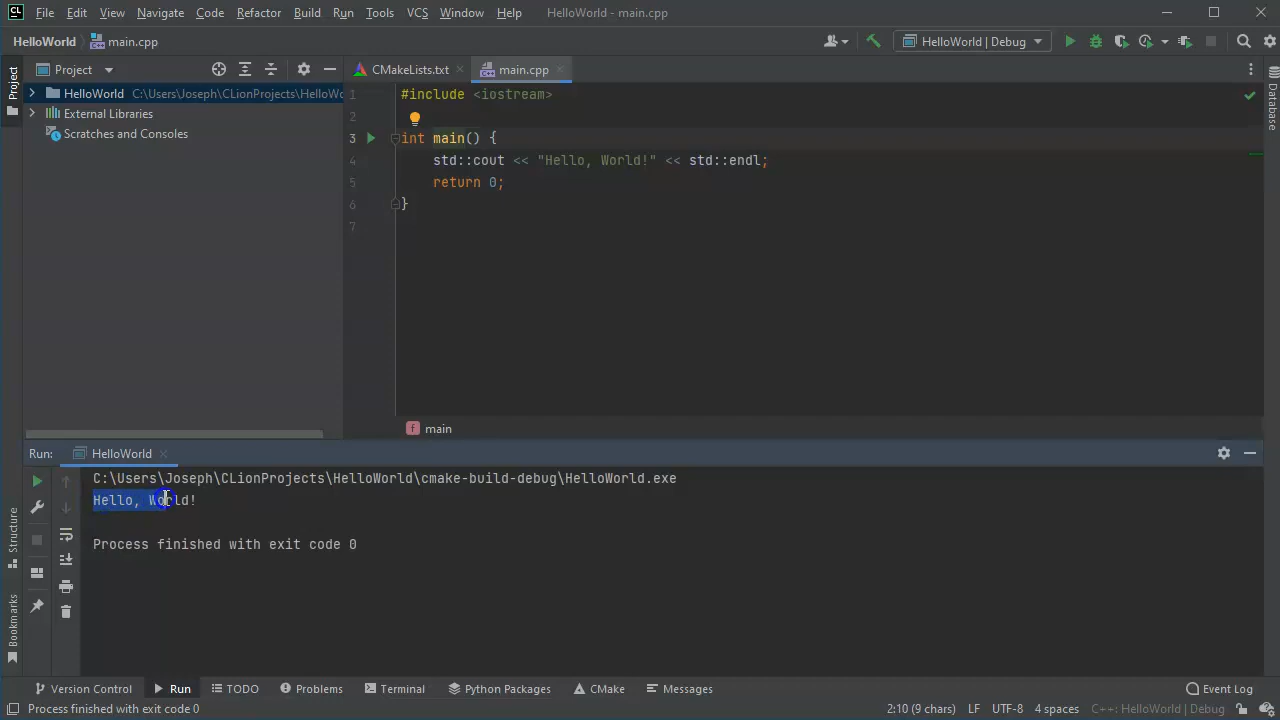 CL File Edit View Navigate Code Refactor Build Run Tools VCS Window Help HelloWorld - main.cpp
HelloWorld main.cpp HelloWorld | Debug
Project
Project
CMakeLists.txt main.cpp
Database
HelloWorld C:\Users\Joseph\CLionProjects\HelloWo
External Libraries
Scratches and Consoles
1 #include <iostream>
2
3 int main() {
4 std::cout << "Hello, World!" << std::endl;
5 return 0;
6 }
7
f main
Run: HelloWorld
C:\Users\Joseph\CLionProjects\HelloWorld\cmake-build-debug\HelloWorld.exe
Hello, World!
Process finished with exit code 0
Structure
Bookmarks
Version Control Run TODO Problems Terminal Python Packages CMake Messages Event Log
Process finished with exit code 0 2:10 (9 chars) LF UTF-8 4 spaces C++: HelloWorld | Debug